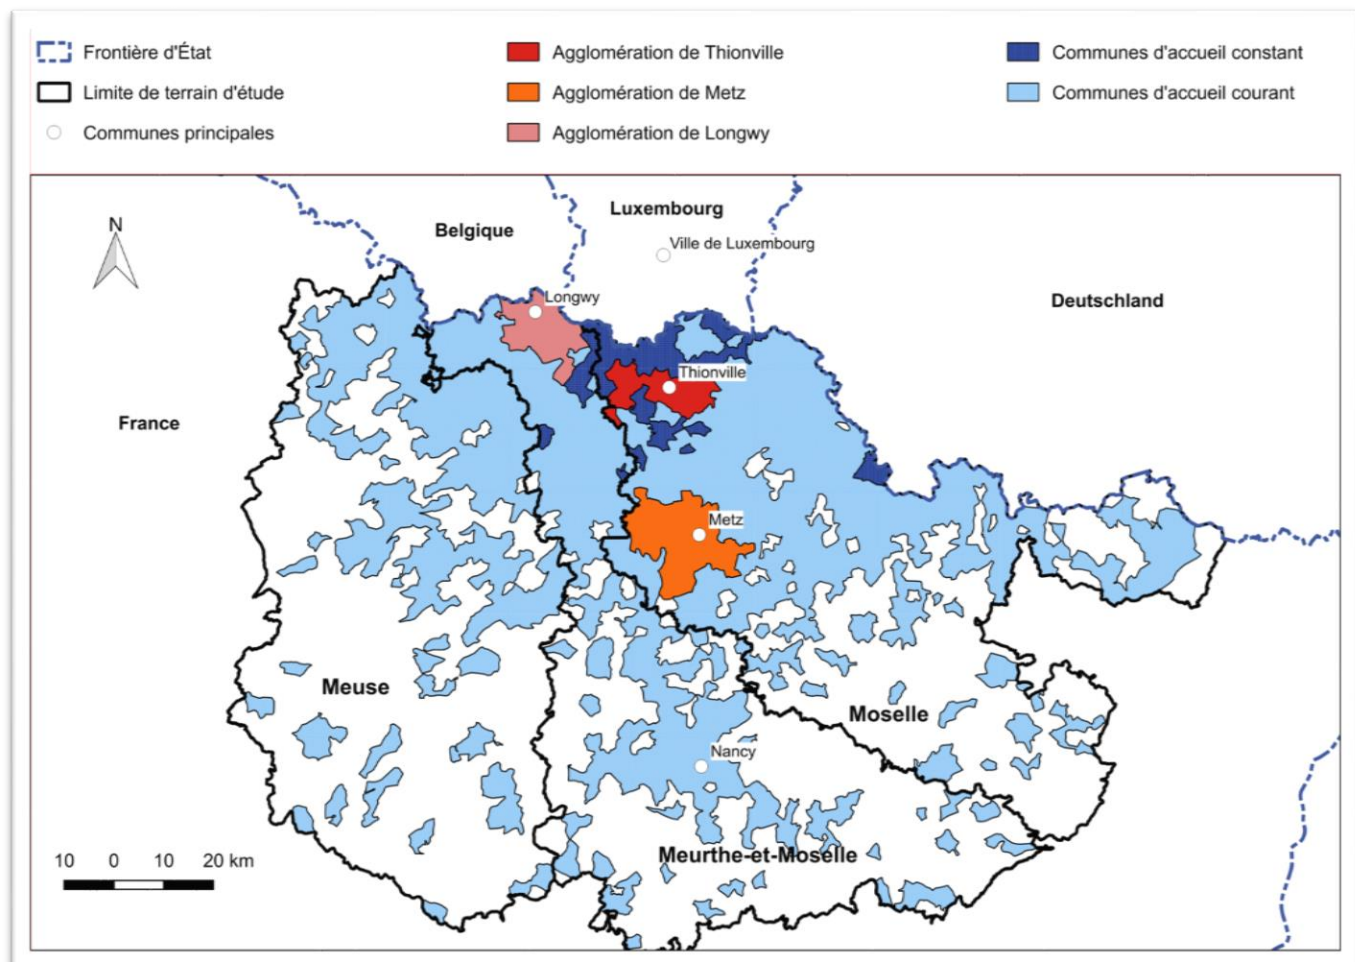 Frontière d'État
Limite de terrain d'étude
Communes principales
Agglomération de Thionville
Agglomération de Metz
Agglomération de Longwy
Communes d'accueil constant
Communes d'accueil courant
N
Belgique
Luxembourg
Ville de Luxembourg
Deutschland
Longwy
Thionville
France
Metz
Meuse
Moselle
Nancy
Meurthe-et-Moselle
10 0 10 20 km